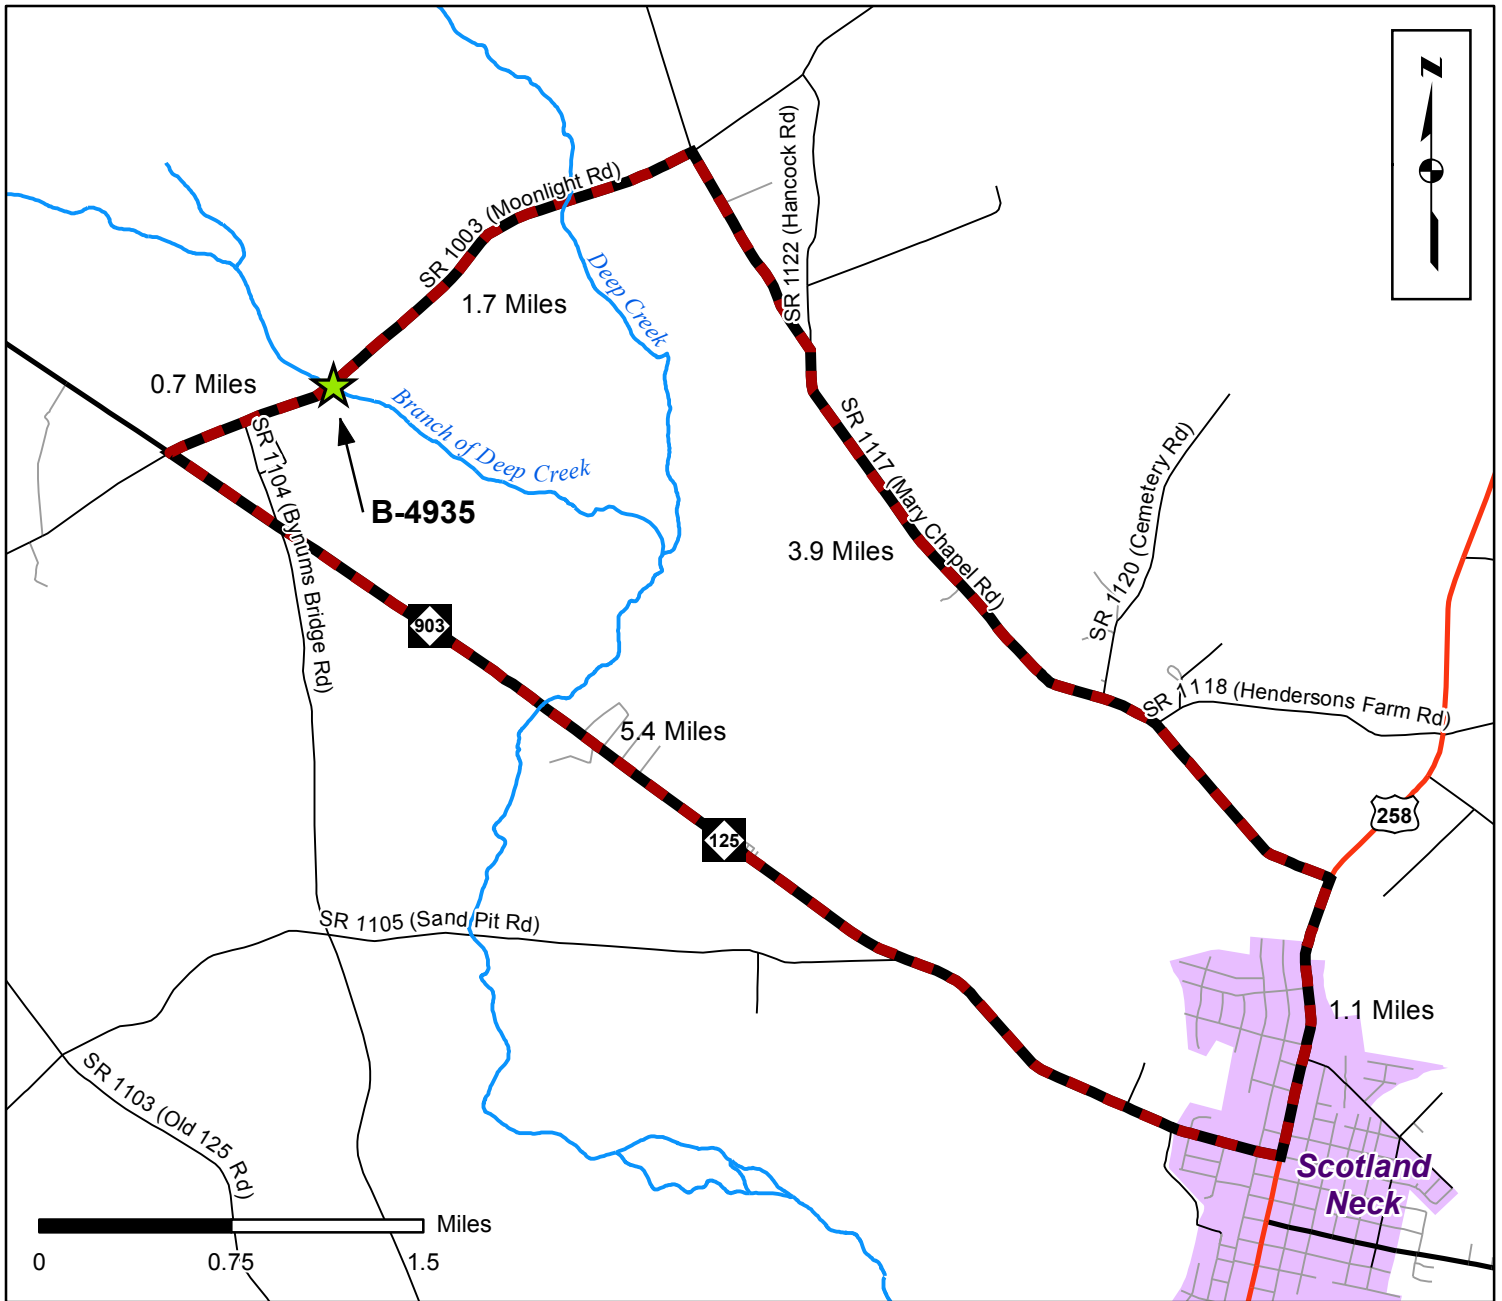 Z
SR 1122 (Hancock Rd)
SR 1003 (Moonlight Rd)
Deep Creek
1.7 Miles
0.7 Miles
Branch of Deep Creek
SR 1104 (Bynums Bridge Rd)
B-4935
SR 1117 (Mary Chapel Rd)
3.9 Miles
SR 1120 (Cemetery Rd)
903
SR 1118 (Hendersons Farm Rd)
5.4 Miles
258
125
SR 1105 (Sand Pit Rd)
1.1 Miles
SR 1103 (Old 125 Rd)
Scotland
Neck
Miles
0 0.75 1.5